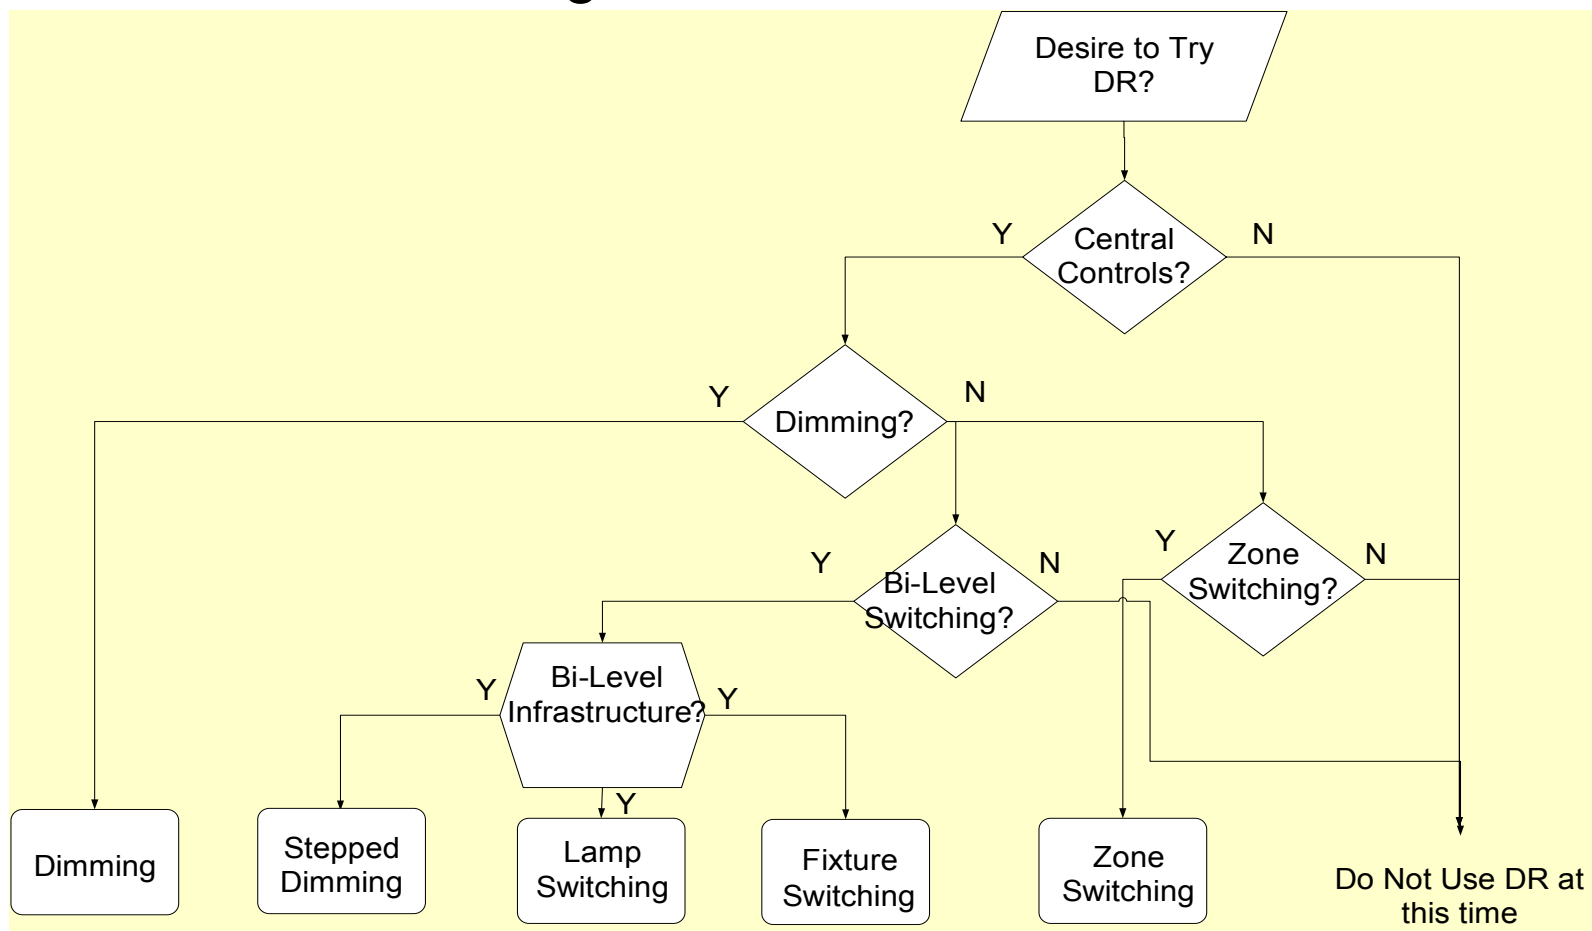 Desire to Try
DR?
Y
Central
Controls?
N
Y
Dimming?
N
Y
Bi-Level
Switching?
N
Y
Zone
Switching?
N
Y
Bi-Level
Infrastructure?
Y
Y
Dimming
Stepped
Dimming
Lamp
Switching
Fixture
Switching
Zone
Switching
Do Not Use DR at
this time